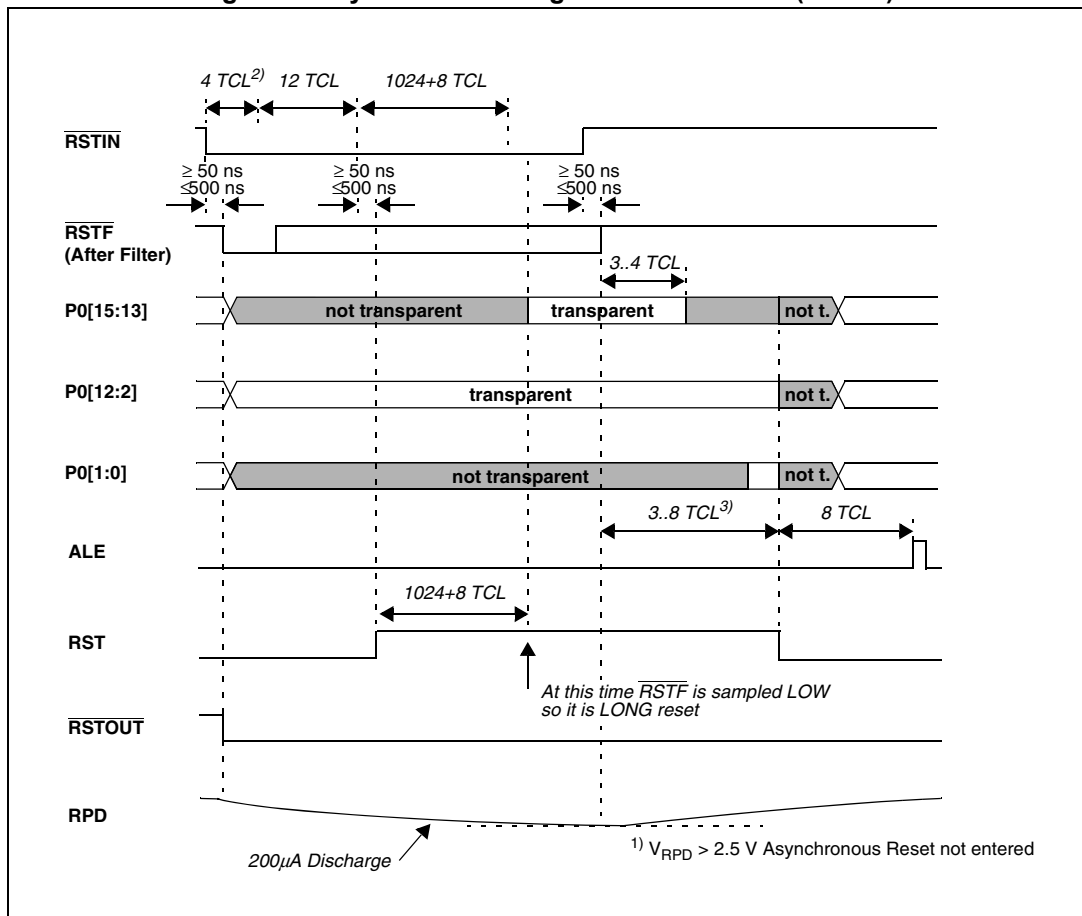 4 TCL2) 12 TCL 1024+8 TCL
RSTIN
≥ 50 ns ≥ 50 ns ≥ 50 ns
≤500 ns ≤500 ns ≤500 ns
RSTF
(After Filter)
3..4 TCL
P0[15:13] not transparent transparent not t.
P0[12:2] transparent not t.
P0[1:0] not transparent not t.
3..8 TCL3) 8 TCL
ALE
1024+8 TCL
RST
At this time RSTF is sampled LOW
so it is LONG reset
RSTOUT
RPD
200μA Discharge
1) VRPD > 2.5 V Asynchronous Reset not entered